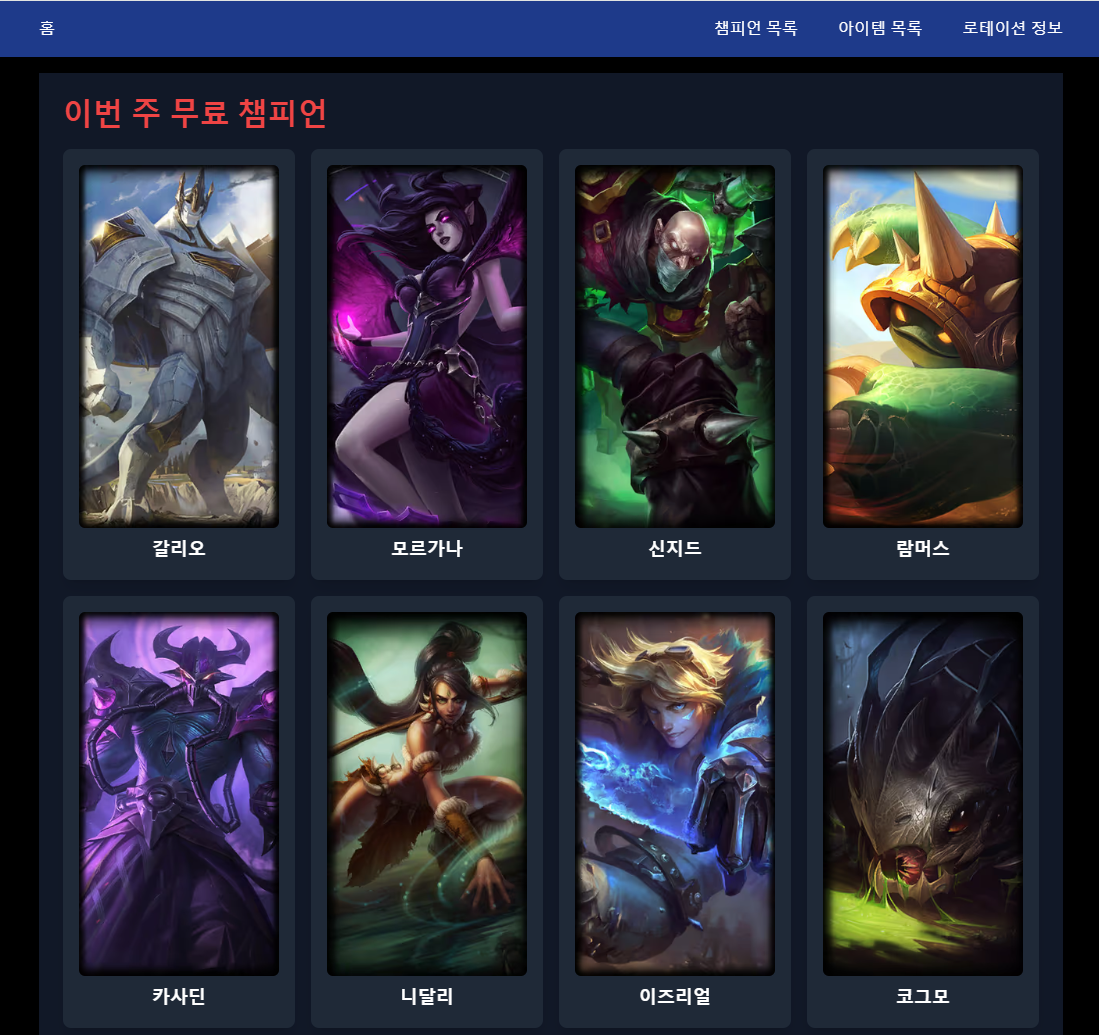 홈 챔피언 목록 아이템 목록 로테이션 정보
이번 주 무료 챔피언
갈리오 모르가나 신지드 람머스
카사딘 니달리 이즈리얼 코그모